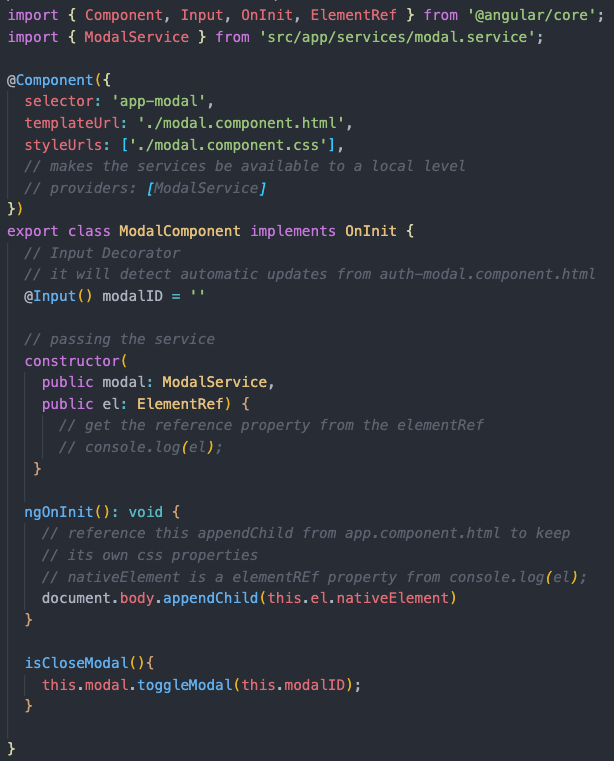 import { Component, Input, OnInit, ElementRef } from '@angular/core';
import { ModalService } from 'src/app/services/modal.service';

@Component({
  selector: 'app-modal',
  templateUrl: './modal.component.html',
  styleUrls: ['./modal.component.css'],
  // makes the services be available to a local level
  // providers: [ModalService]
})
export class ModalComponent implements OnInit {
  // Input Decorator
  // it will detect automatic updates from auth-modal.component.html
  @Input() modalID = ''

  // passing the service
  constructor(
    public modal: ModalService,
    public el: ElementRef) {
      // get the reference property from the elementRef
      // console.log(el);
   }

  ngOnInit(): void {
    // reference this appendChild from app.component.html to keep
    // its own css properties
    // nativeElement is a elementREf property from console.log(el);
    document.body.appendChild(this.el.nativeElement)
  }

  isCloseModal(){
    this.modal.toggleModal(this.modalID);
  }

}